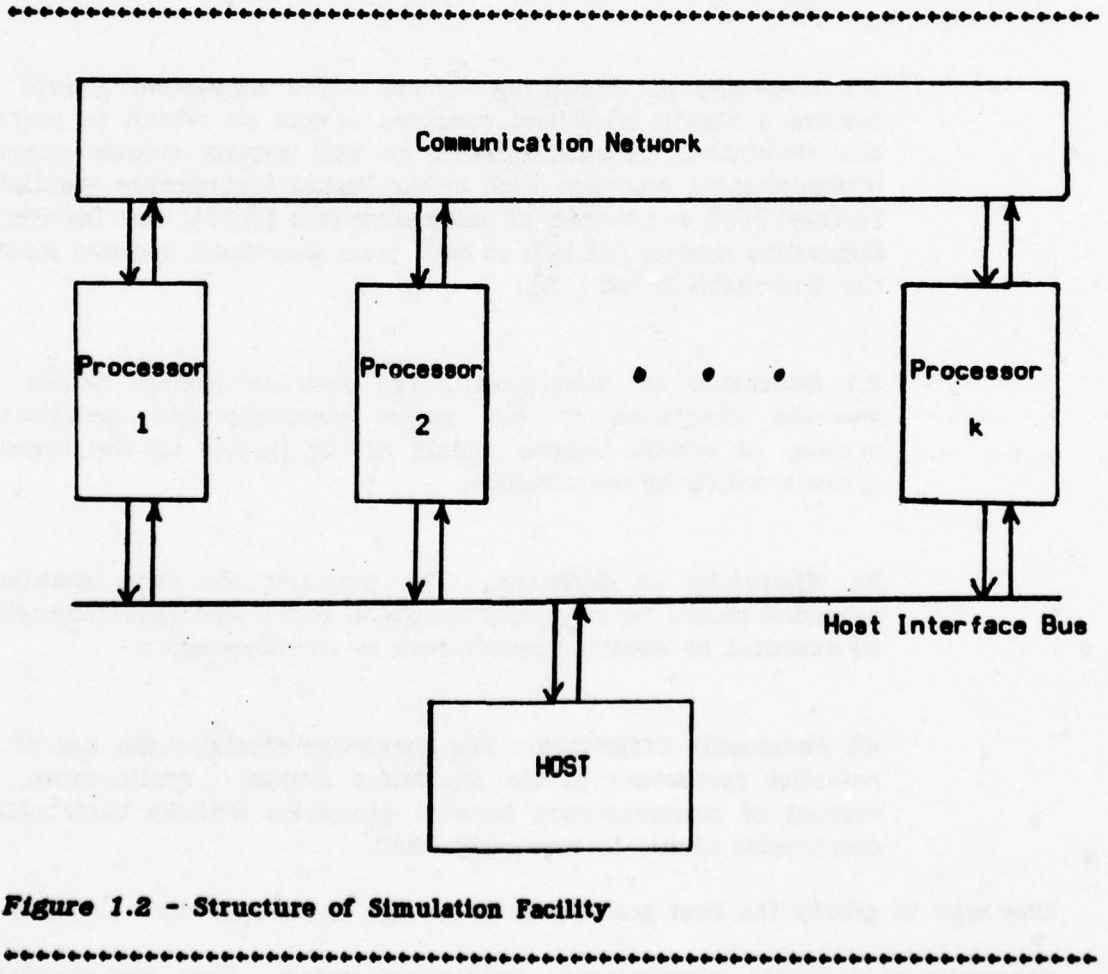 Communication Network
Processor
1
Processor
2
Processor
k
Host Interface Bus
HOST
Figure 1.2 - Structure of Simulation Facility